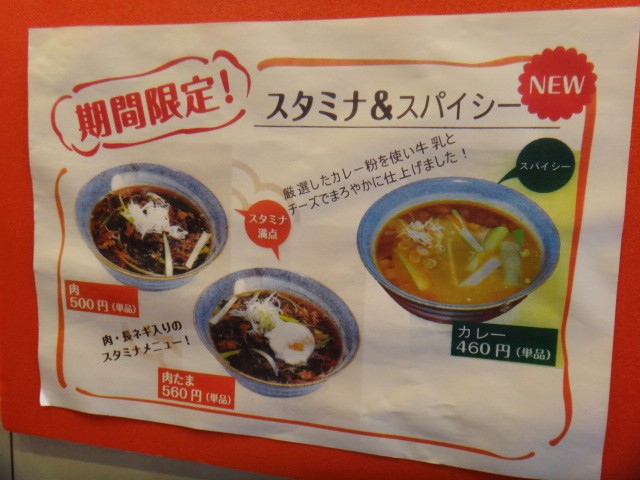 期間限定!
スタミナ&スパイシー
NEW
厳選したカレー粉を使い牛乳と
チーズでまろやかに仕上げました！
スパイシー
スタミナ
満点
肉
500円(単品)
肉・長ネギ入りの
スタミナメニュー！
肉たま
560円(単品)
カレー
460円(単品)